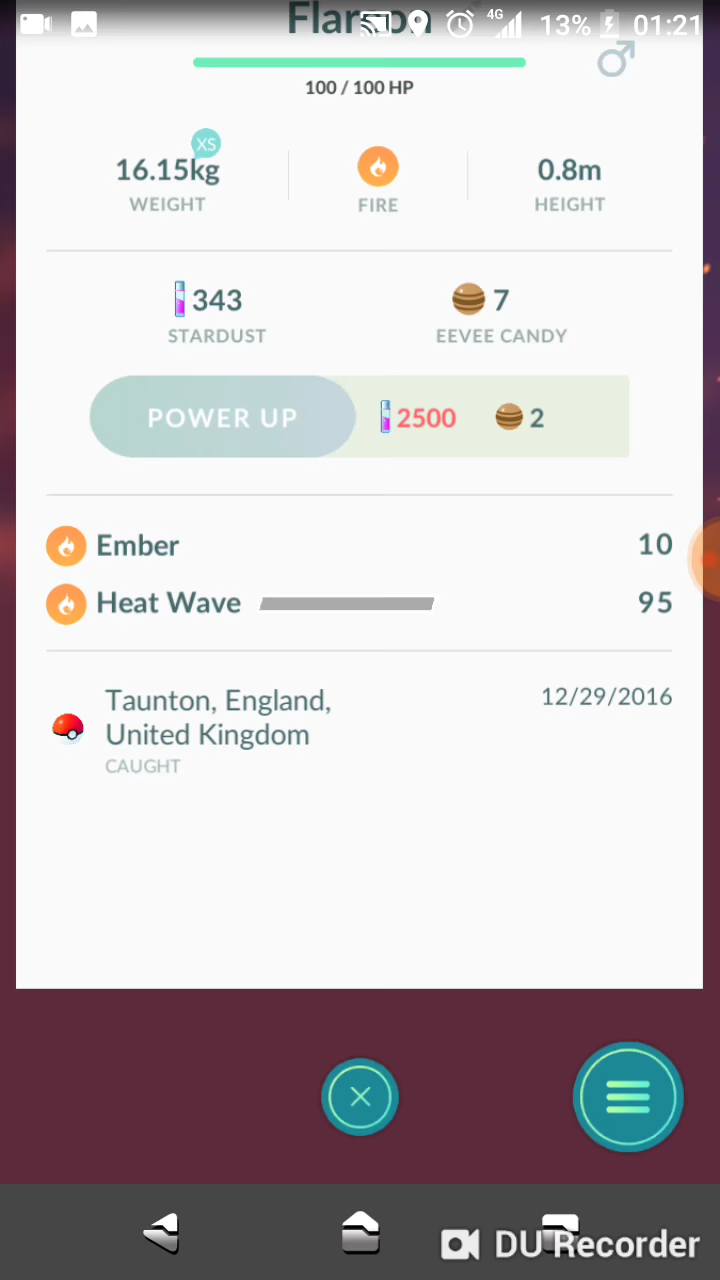 4G 13% 01:21
Flareon
100 / 100 HP
XS
16.15kg 0.8m
WEIGHT FIRE HEIGHT
343 7
STARDUST EEVEE CANDY
POWER UP 2500 2
Ember 10
Heat Wave 95
Taunton, England, 12/29/2016
United Kingdom
CAUGHT
DU Recorder